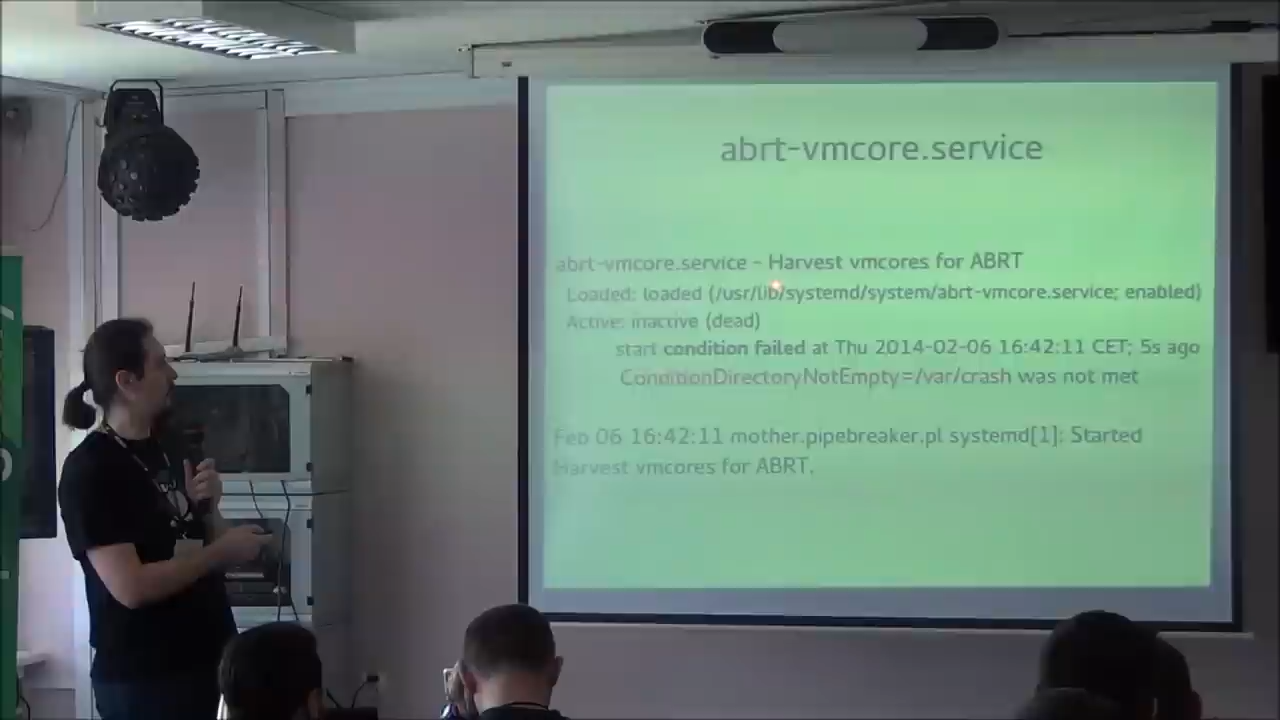 abrt-vmcore.service
abrt-vmcore.service - Harvest vmcores for ABRT
Loaded: loaded (/usr/lib/systemd/system/abrt-vmcore.service; enabled)
Active: inactive (dead)
start condition failed at Thu 2014-02-06 16:42:11 CET; 5s ago
ConditionDirectoryNotEmpty=/var/crash was not met
Feb 06 16:42:11 mother.pipebreaker.pl systemd[1]: Started
Harvest vmcores for ABRT.